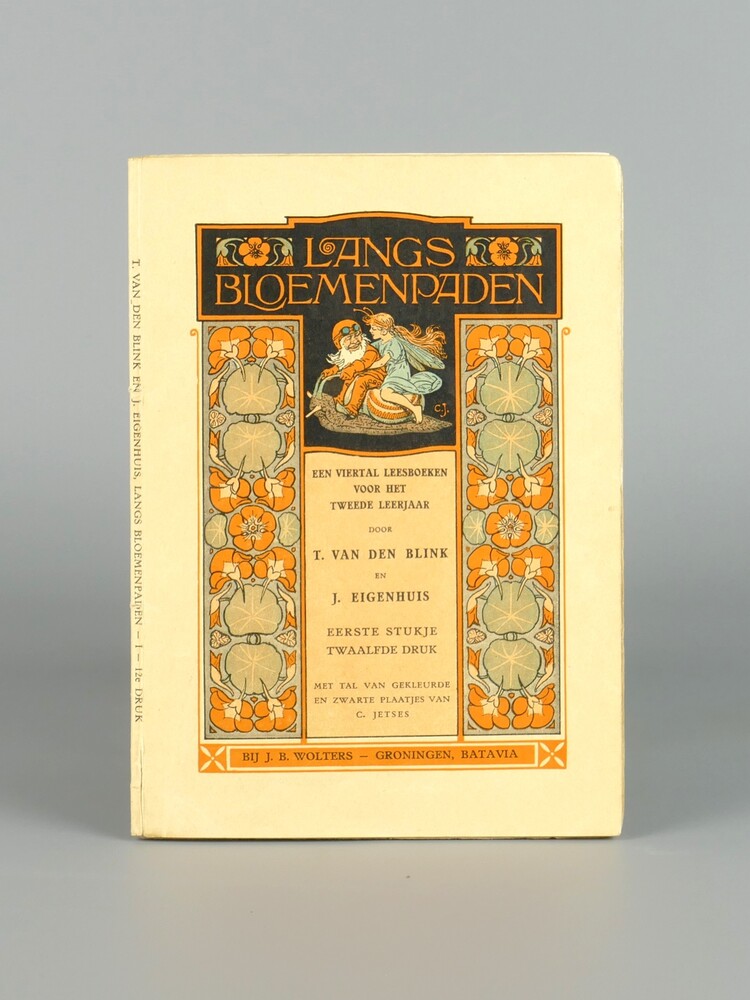 LANGS
BLOEMENPADEN
C.J.
EEN VIERTAL LEESBOEKEN
VOOR HET
TWEEDE LEERJAAR
DOOR
T. VAN DEN BLINK
EN
J. EIGENHUIS
EERSTE STUKJE
TWAALFDE DRUK
MET TAL VAN GEKLEURDE
EN ZWARTE PLAATJES VAN
C. JETSES
BIJ J. B. WOLTERS — GRONINGEN, BATAVIA
T. VAN DEN BLINK EN J. EIGENHUIS, LANGS BLOEMENPADEN — I — 12e DRUK